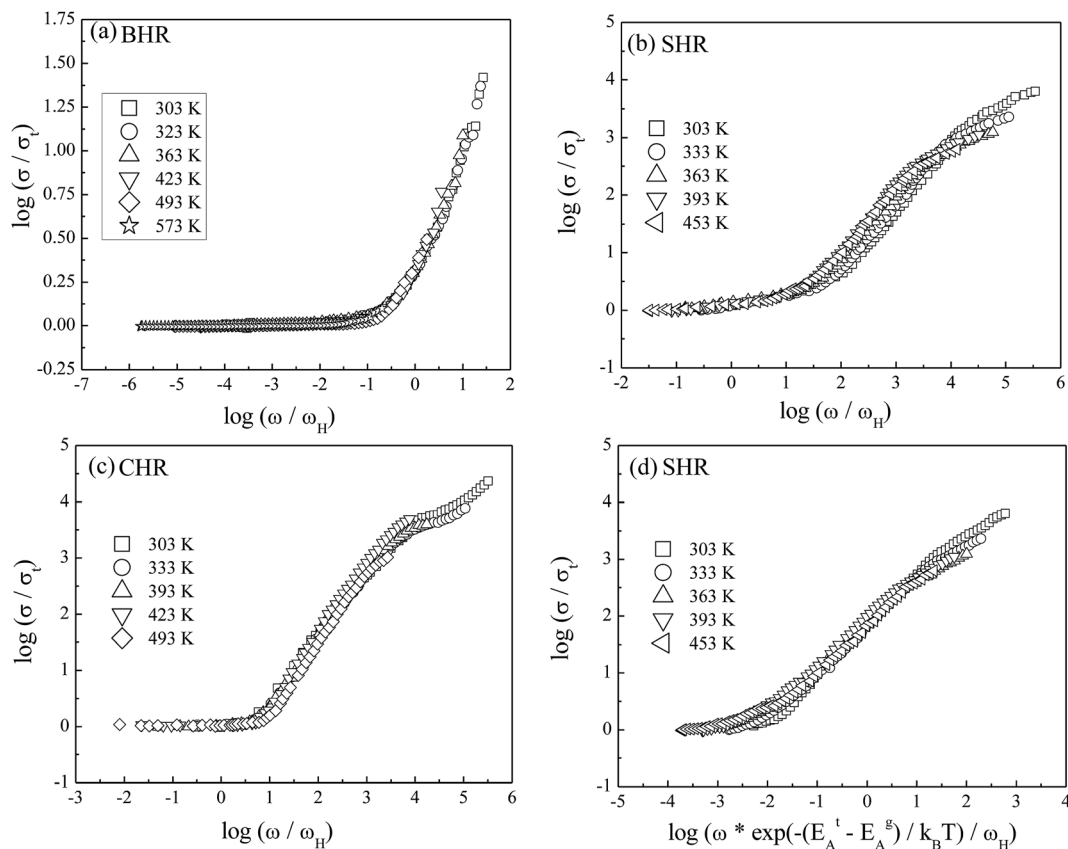 (a) BHR
log (σ / σt)
1.75
1.50
1.25
1.00
0.75
0.50
0.25
0.00
-0.25
303 K
323 K
363 K
423 K
493 K
573 K
-7 -6 -5 -4 -3 -2 -1 0 1 2
log (ω / ωH)
(b) SHR
log (σ / σt)
5
4
3
2
1
0
-1
303 K
333 K
363 K
393 K
453 K
-2 -1 0 1 2 3 4 5 6
log (ω / ωH)
(c) CHR
log (σ / σt)
5
4
3
2
1
0
-1
303 K
333 K
393 K
423 K
493 K
-3 -2 -1 0 1 2 3 4 5 6
log (ω / ωH)
(d) SHR
log (σ / σt)
5
4
3
2
1
0
-1
303 K
333 K
363 K
393 K
453 K
-5 -4 -3 -2 -1 0 1 2 3 4
log (ω * exp(-(EA^t - EA^g) / kBT) / ωH)